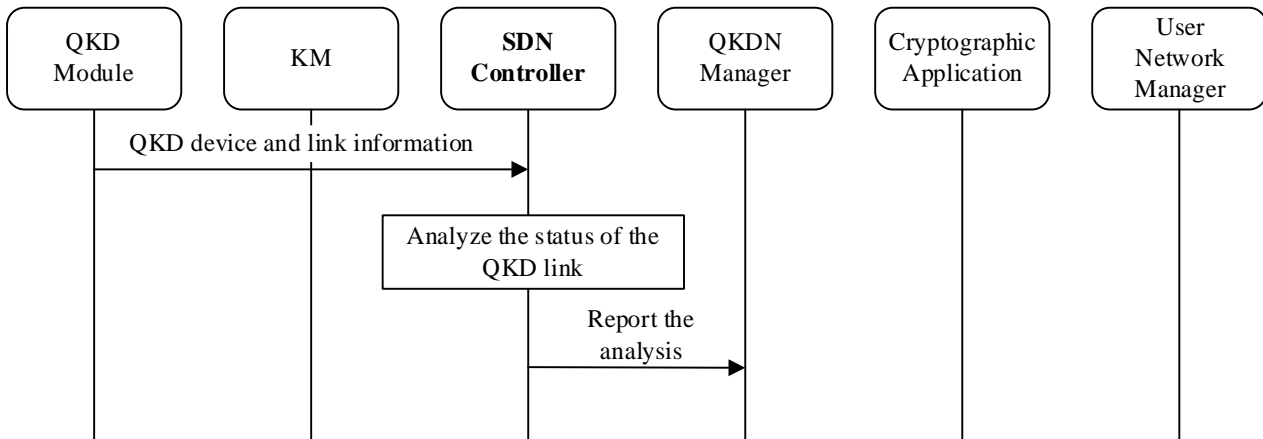 QKD
Module
KM
SDN
Controller
QKDN
Manager
Cryptographic
Application
User
Network
Manager
QKD device and link information
Analyze the status of the
QKD link
Report the
analysis